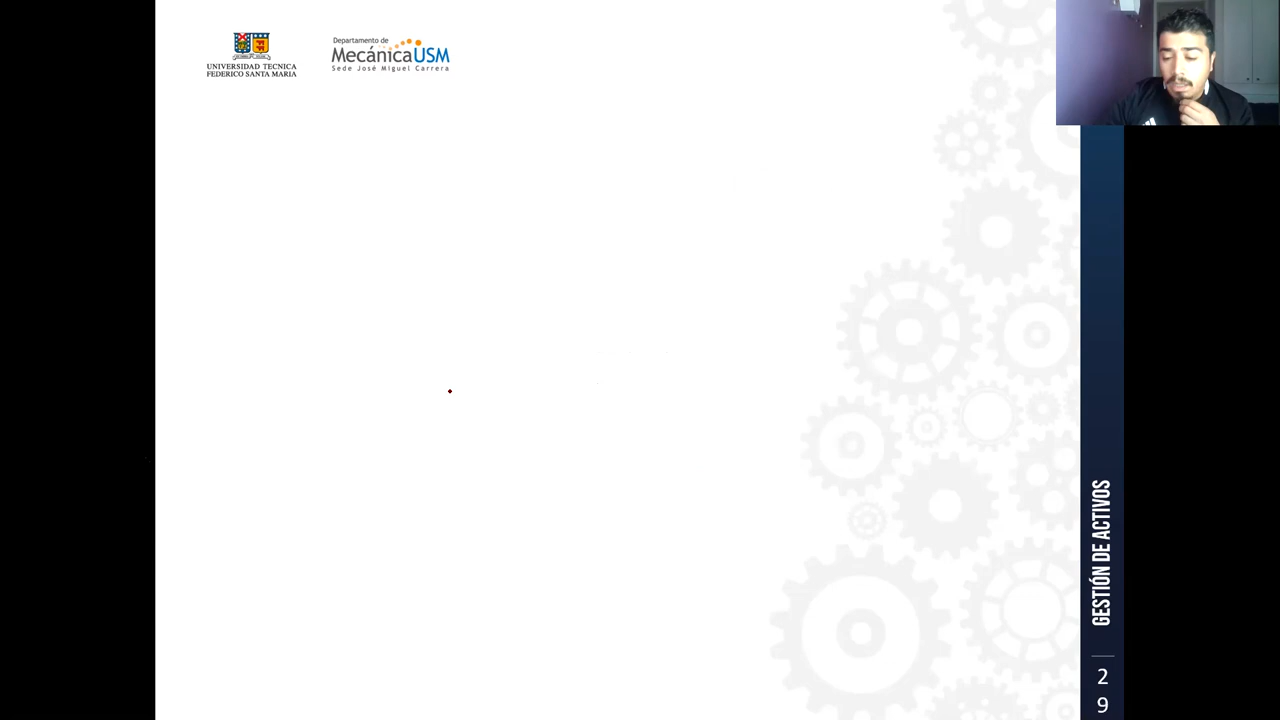 UNIVERSIDAD TECNICA
FEDERICO SANTA MARIA
Departamento de
MecánicaUSM
Sede José Miguel Carrera
GESTIÓN DE ACTIVOS
2
9